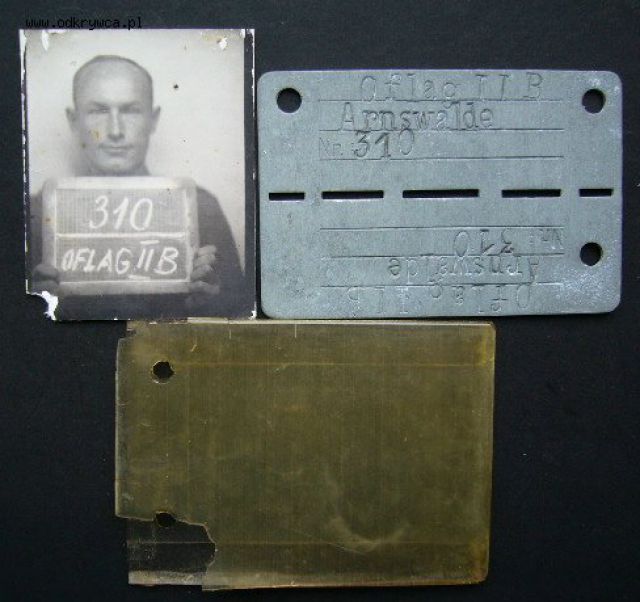 www.odkrywca.pl
310
OFLAG II B
Oflag II B
Arnswalde
Nr. 310
Nr. 310
Arnswalde
Oflag II B